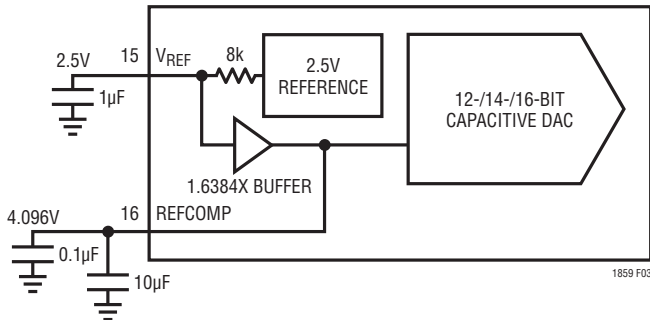 2.5V
15
VREF
8k
2.5V
REFERENCE
1µF
12-/14-/16-BIT
CAPACITIVE DAC
1.6384X BUFFER
4.096V
16
REFCOMP
0.1µF
10µF
1859 F03